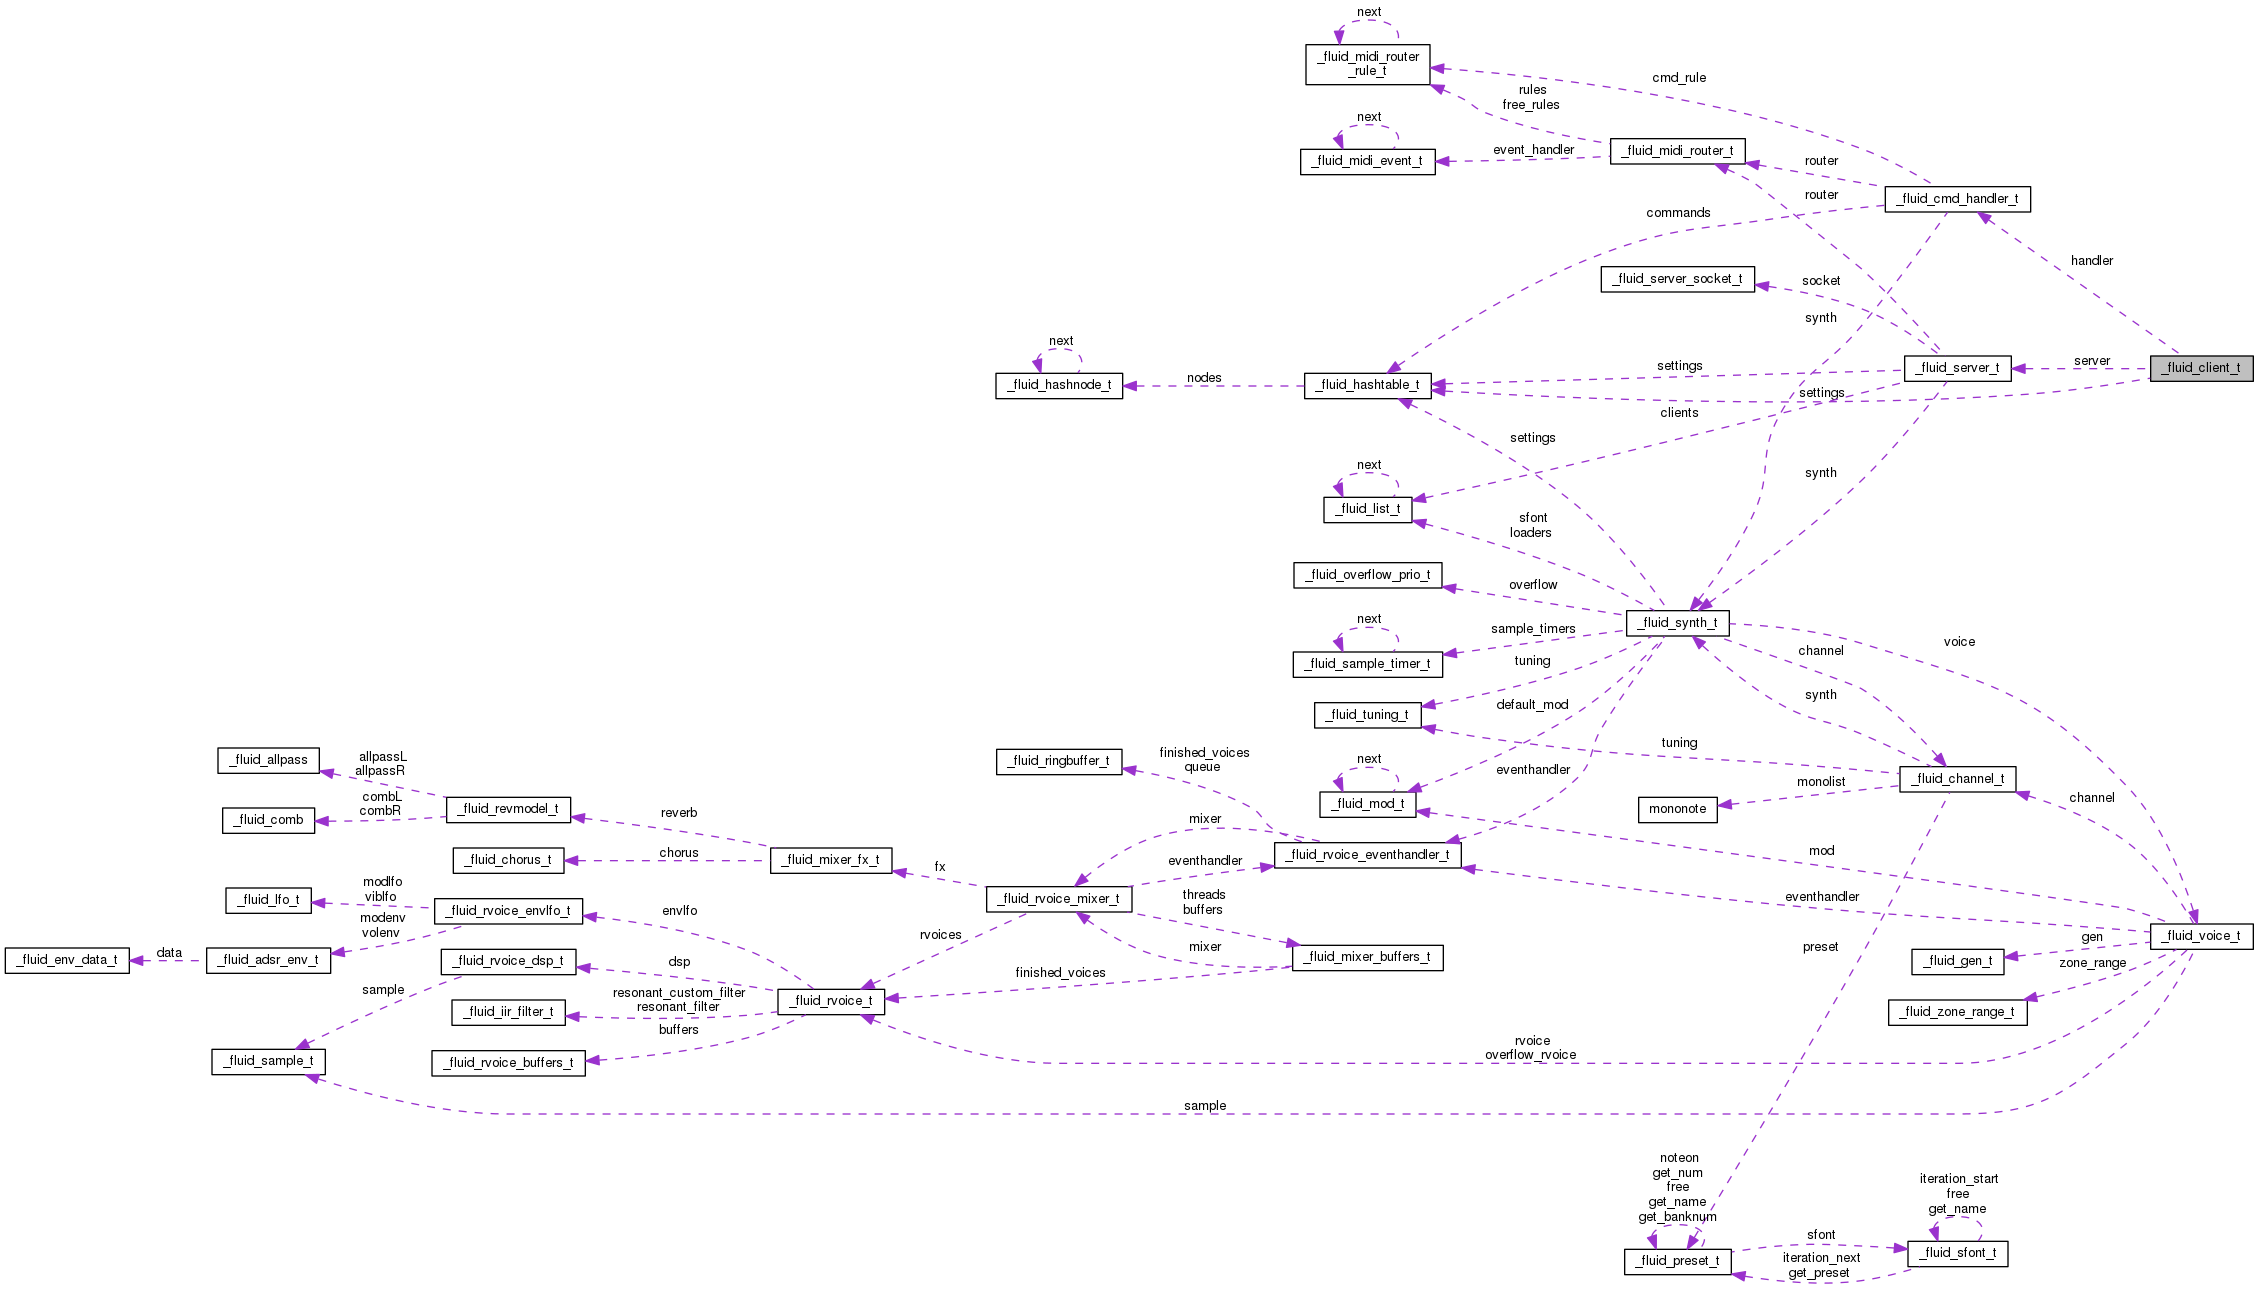 next
_fluid_midi_router
_rule_t
cmd_rule
rules
free_rules
next
_fluid_midi_event_t
event_handler
_fluid_midi_router_t
router
router
_fluid_cmd_handler_t
commands
handler
_fluid_server_socket_t
socket
synth
next
_fluid_hashnode_t
nodes
_fluid_hashtable_t
settings
_fluid_server_t
server
_fluid_client_t
settings
clients
settings
next
_fluid_list_t
synth
sfont
loaders
_fluid_overflow_prio_t
overflow
_fluid_synth_t
next
_fluid_sample_timer_t
sample_timers
voice
channel
tuning
synth
_fluid_tuning_t
default_mod
tuning
_fluid_allpass
allpassL
allpassR
_fluid_ringbuffer_t
finished_voices
queue
next
_fluid_mod_t
eventhandler
_fluid_channel_t
monolist
mononote
channel
_fluid_comb
combL
combR
_fluid_revmodel_t
reverb
mixer
_fluid_chorus_t
chorus
_fluid_mixer_fx_t
fx
eventhandler
_fluid_rvoice_eventhandler_t
mod
_fluid_lfo_t
modlfo
viblfo
_fluid_rvoice_envlfo_t
envlfo
_fluid_rvoice_mixer_t
threads
buffers
eventhandler
modenv
volenv
rvoices
_fluid_voice_t
_fluid_env_data_t
data
_fluid_adsr_env_t
_fluid_rvoice_dsp_t
dsp
mixer
_fluid_mixer_buffers_t
preset
gen
_fluid_gen_t
zone_range
finished_voices
sample
resonant_custom_filter
resonant_filter
_fluid_iir_filter_t
_fluid_rvoice_t
_fluid_zone_range_t
buffers
_fluid_sample_t
_fluid_rvoice_buffers_t
rvoice
overflow_rvoice
sample
noteon
get_num
free
get_name
get_banknum
iteration_start
free
get_name
_fluid_preset_t
sfont
_fluid_sfont_t
iteration_next
get_preset